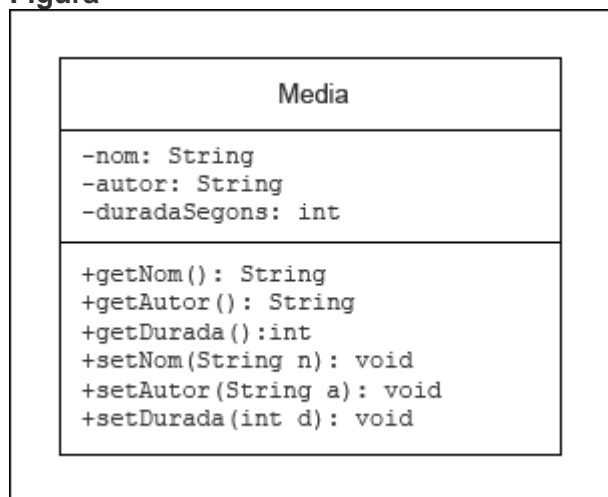 Figura
Media
-nom: String
-autor: String
-duradaSegons: int
+getNom(): String
+getAutor(): String
+getDurada():int
+setNom(String n): void
+setAutor(String a): void
+setDurada(int d): void